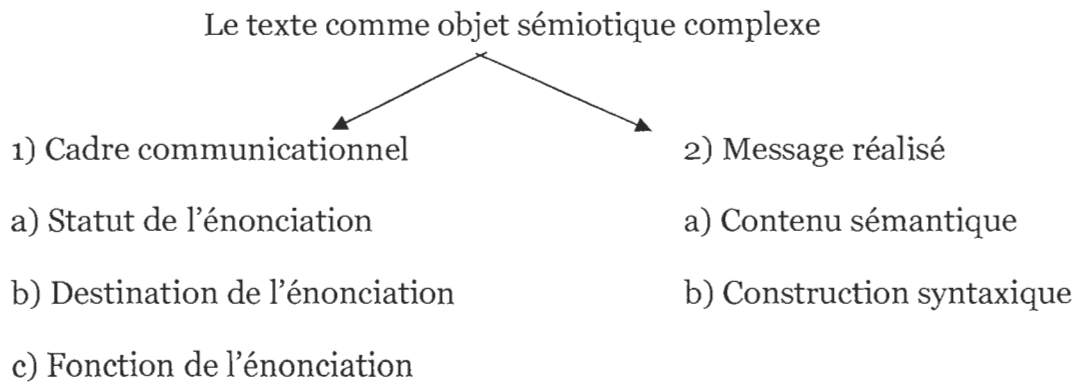 Le texte comme objet sémiotique complexe
1) Cadre communicationnel
a) Statut de l’énonciation
b) Destination de l’énonciation
c) Fonction de l’énonciation
2) Message réalisé
a) Contenu sémantique
b) Construction syntaxique